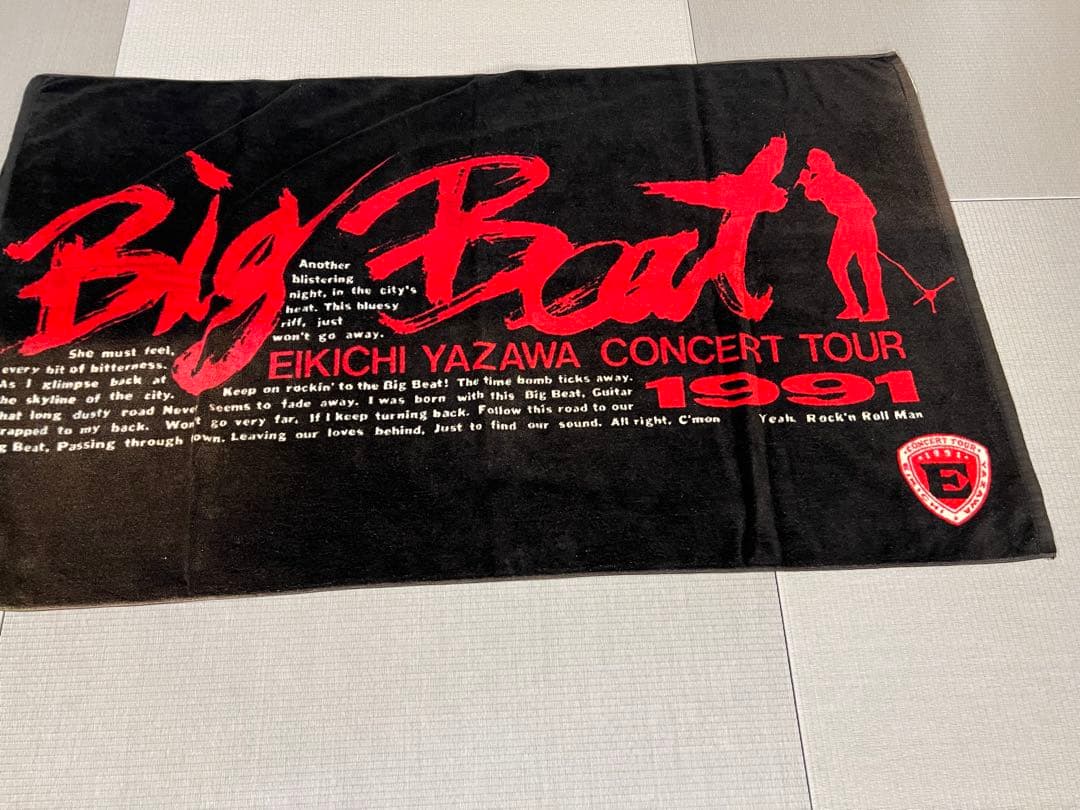 Big Beat
Another
blistering
night, in the city's
heat. This bluesy
riff, just
won't go away.
EIKICHI YAZAWA CONCERT TOUR
1991
She must feel,
every bit of bitterness.
As I glimpse back at
he skyline of the city.
hat long dusty road
rapped to my back.
g Beat, Passing through
Keep on rockin' to the Big Beat! The time bomb ticks away.
Never seems to fade away. I was born with this Big Beat, Guitar
Won't go very far, If I keep turning back. Follow this road to our
own. Leaving our loves behind, Just to find our sound. All right, C'mon Yeah, Rock'n Roll Man
CONCERT TOUR
1991
E
EIKICHI YAZAWA